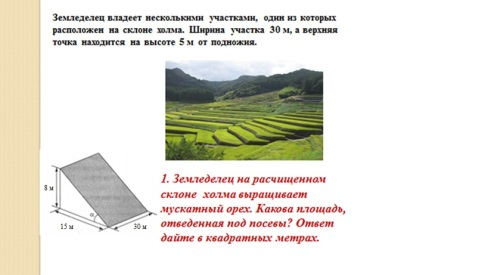 Земледелец владеет несколькими участками, один из которых
расположен на склоне холма. Ширина участка 30 м, а верхняя
точка находится на высоте 5 м от подножия.
1. Земледелец на расчищенном
склоне холма выращивает
мускатный орех. Какова площадь,
отведенная под посевы? Ответ
дайте в квадратных метрах.
8 м
α
15 м
30 м